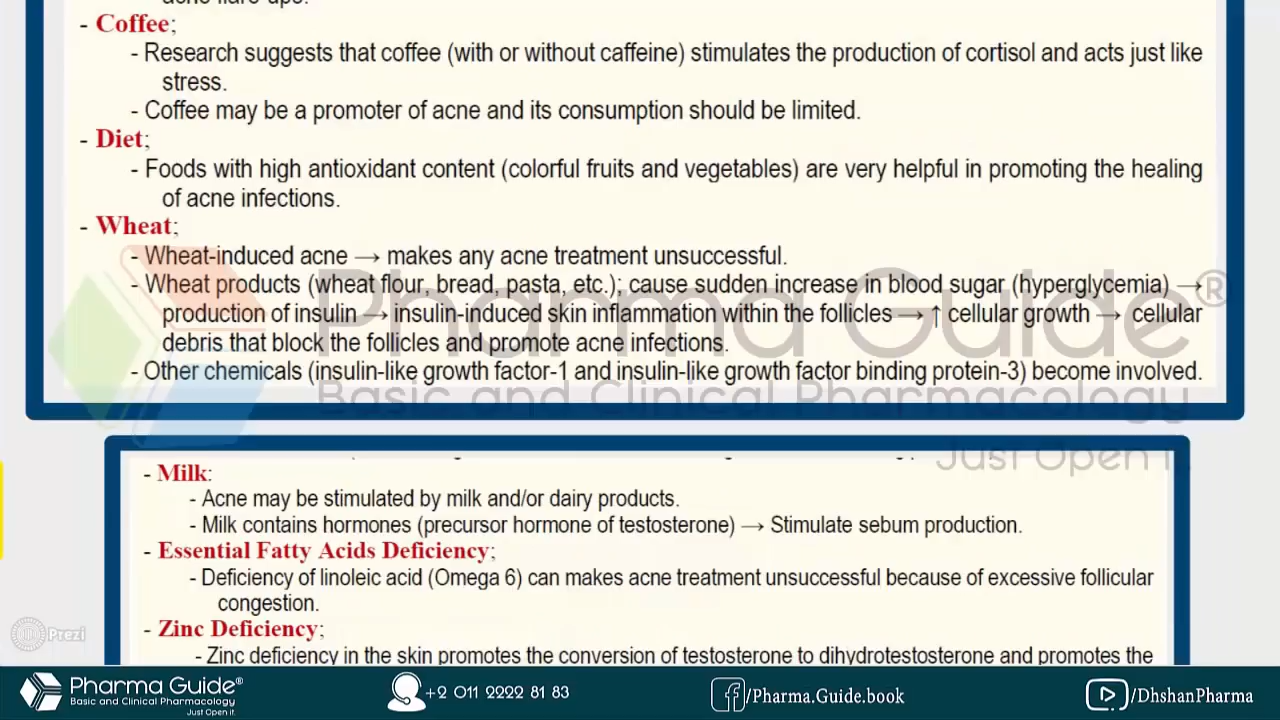 acne flare-ups.
- Coffee;
- Research suggests that coffee (with or without caffeine) stimulates the production of cortisol and acts just like
stress.
- Coffee may be a promoter of acne and its consumption should be limited.
- Diet;
- Foods with high antioxidant content (colorful fruits and vegetables) are very helpful in promoting the healing
of acne infections.
- Wheat;
- Wheat-induced acne → makes any acne treatment unsuccessful.
- Wheat products (wheat flour, bread, pasta, etc.); cause sudden increase in blood sugar (hyperglycemia) →
production of insulin → insulin-induced skin inflammation within the follicles → ↑ cellular growth → cellular
debris that block the follicles and promote acne infections.
- Other chemicals (insulin-like growth factor-1 and insulin-like growth factor binding protein-3) become involved.
Pharma Guide®
Basic and Clinical Pharmacology
Just Open it.
- Milk:
- Acne may be stimulated by milk and/or dairy products.
- Milk contains hormones (precursor hormone of testosterone) → Stimulate sebum production.
- Essential Fatty Acids Deficiency;
- Deficiency of linoleic acid (Omega 6) can makes acne treatment unsuccessful because of excessive follicular
congestion.
- Zinc Deficiency;
- Zinc deficiency in the skin promotes the conversion of testosterone to dihydrotestosterone and promotes the
Prezi
Pharma Guide®
Basic and Clinical Pharmacology
Just Open it.
+2 011 2222 81 83
/Pharma.Guide.book
/DhshanPharma